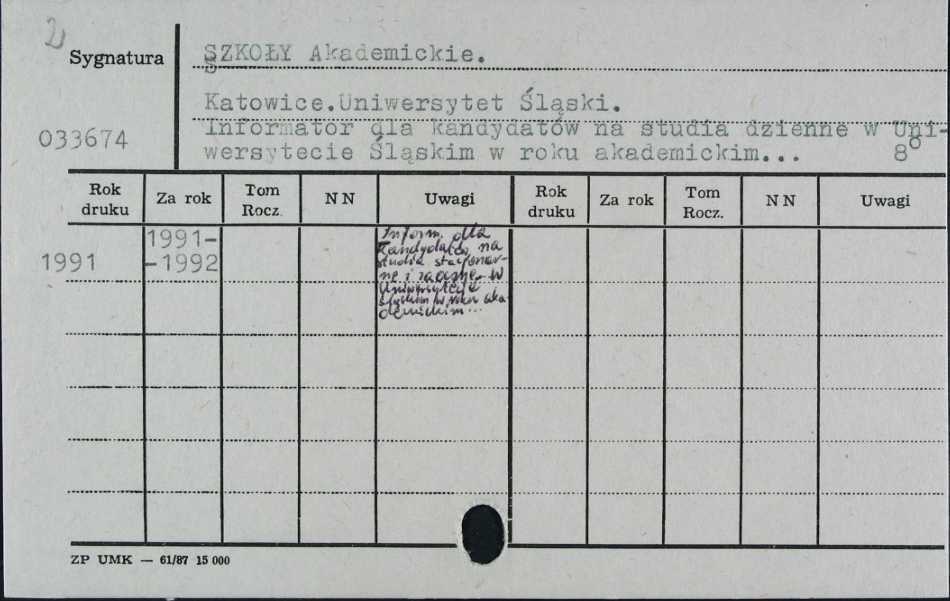 2)
Sygnatura
SZKOŁY Akademickie.
8
Katowice.Uniwersytet Śląski.
033674
Informator dla kandydatów na studia dzienne w Uni-
wersytecie Śląskim w roku akademickim... 8°
Rok druku Za rok Tom Rocz. N N Uwagi Rok druku Za rok Tom Rocz. N N Uwagi
1991
1991-
-1992
Inform. dla
kandydatów na
studia stacjonar-
ne i zaoczne w
Uniwersytecie
Śląskim w roku aka-
demickim...
ZP UMK — 61/87 15 000